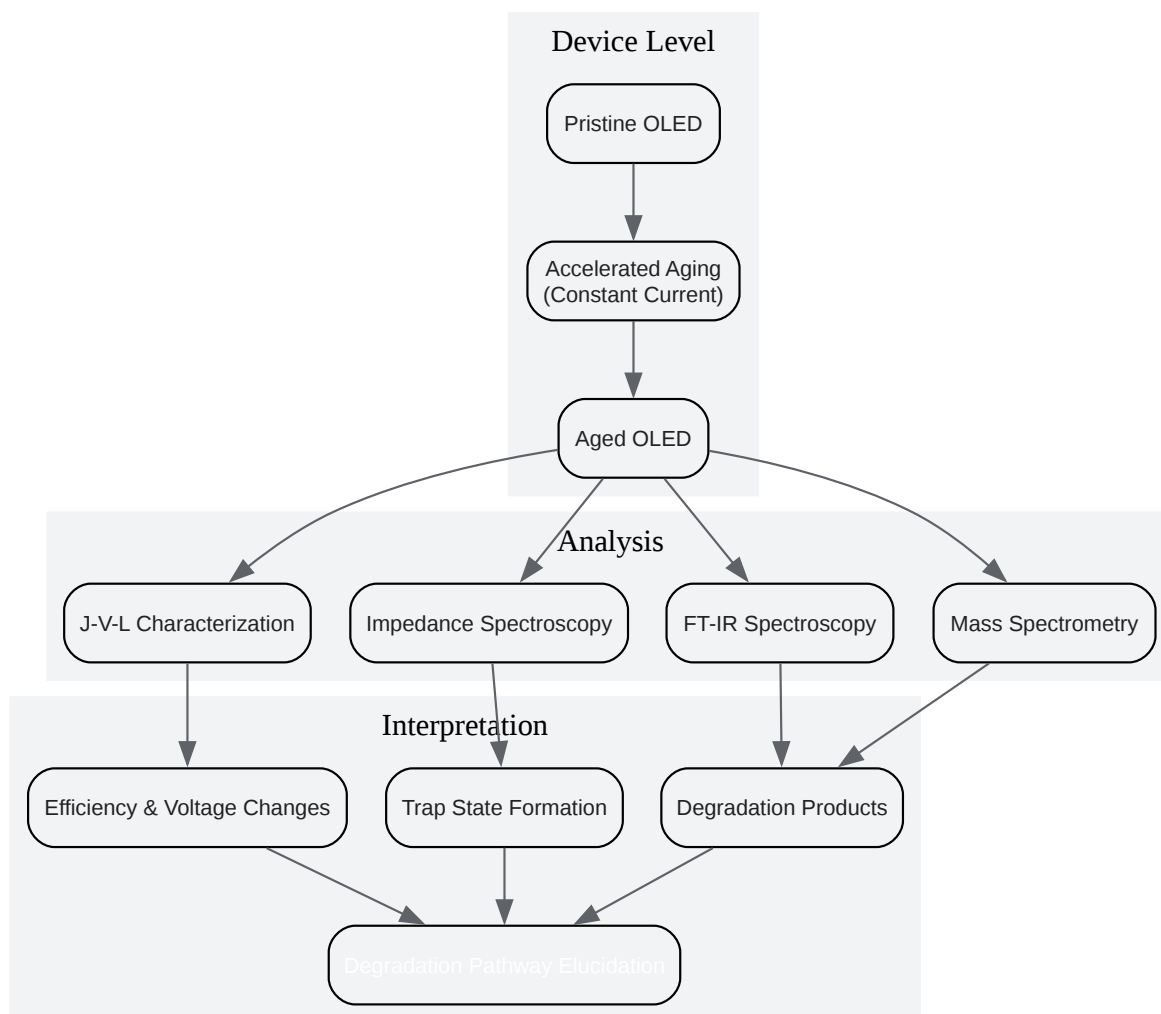 Device Level
Pristine OLED
Accelerated Aging
(Constant Current)
Aged OLED
Analysis
J-V-L Characterization
Impedance Spectroscopy
FT-IR Spectroscopy
Mass Spectrometry
Interpretation
Efficiency & Voltage Changes
Trap State Formation
Degradation Products
Degradation Pathway Elucidation